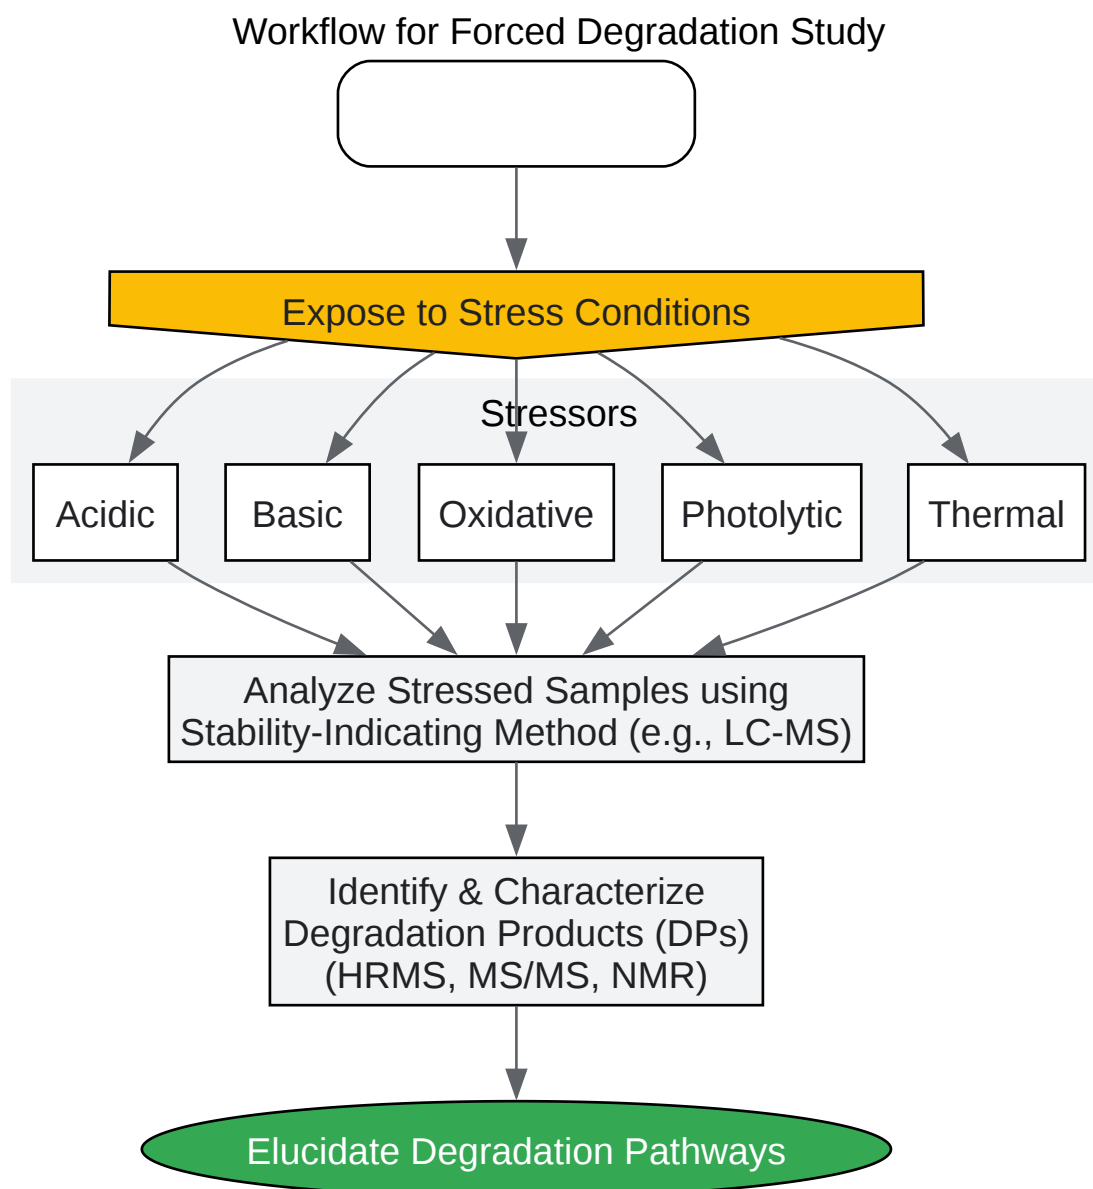 Workflow for Forced Degradation Study
Expose to Stress Conditions
Stressors
Acidic
Basic
Oxidative
Photolytic
Thermal
Analyze Stressed Samples using
Stability-Indicating Method (e.g., LC-MS)
Identify & Characterize
Degradation Products (DPs)
(HRMS, MS/MS, NMR)
Elucidate Degradation Pathways